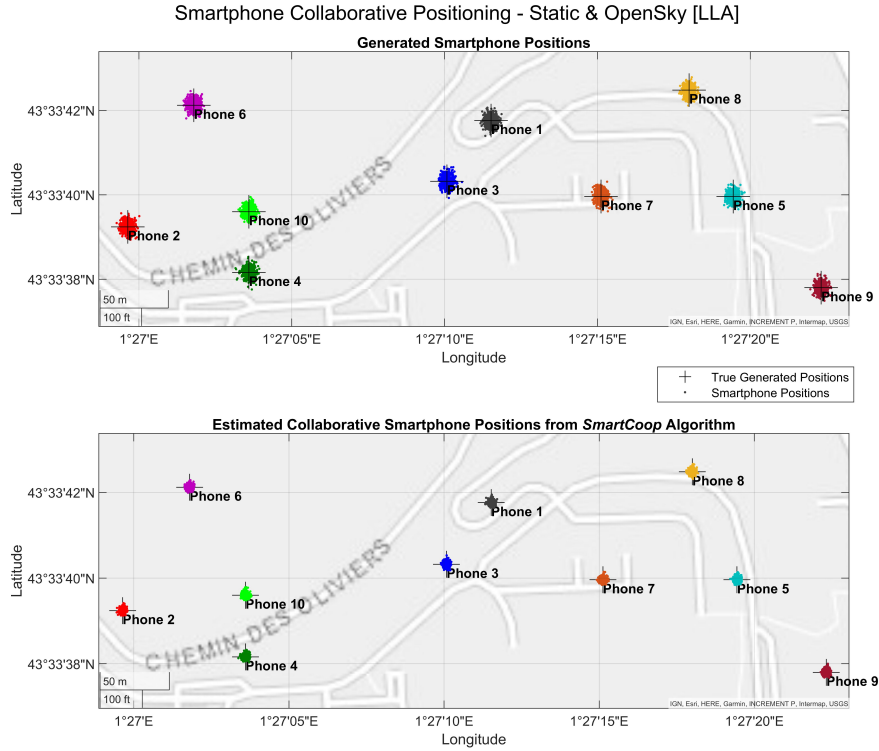 Smartphone Collaborative Positioning - Static & OpenSky [LLA]
Generated Smartphone Positions
43°33'42"N
43°33'40"N
43°33'38"N
Latitude
Phone 6
Phone 8
Phone 1
Phone 3
Phone 10
Phone 2
Phone 7
Phone 5
Phone 4
Phone 9
CHEMIN DES OLIVIERS
50 m
100 ft
IGN, Esri, HERE, Garmin, INCREMENT P, Intermap, USGS
1°27'E
1°27'05"E
1°27'10"E
1°27'15"E
1°27'20"E
Longitude
True Generated Positions
Smartphone Positions
Estimated Collaborative Smartphone Positions from SmartCoop Algorithm
43°33'42"N
43°33'40"N
43°33'38"N
Latitude
Phone 8
Phone 6
Phone 1
Phone 3
Phone 7
Phone 5
Phone 10
Phone 2
Phone 4
Phone 9
CHEMIN DES OLIVIERS
50 m
100 ft
IGN, Esri, HERE, Garmin, INCREMENT P, Intermap, USGS
1°27'E
1°27'05"E
1°27'10"E
1°27'15"E
1°27'20"E
Longitude